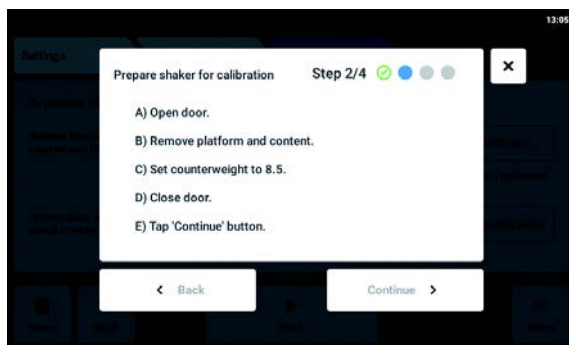 13:05
Settings
Prepare shaker for calibration
Step 2/4
A) Open door.
B) Remove platform and content.
C) Set counterweight to 8.5.
D) Close door.
E) Tap 'Continue' button.
Back
Continue